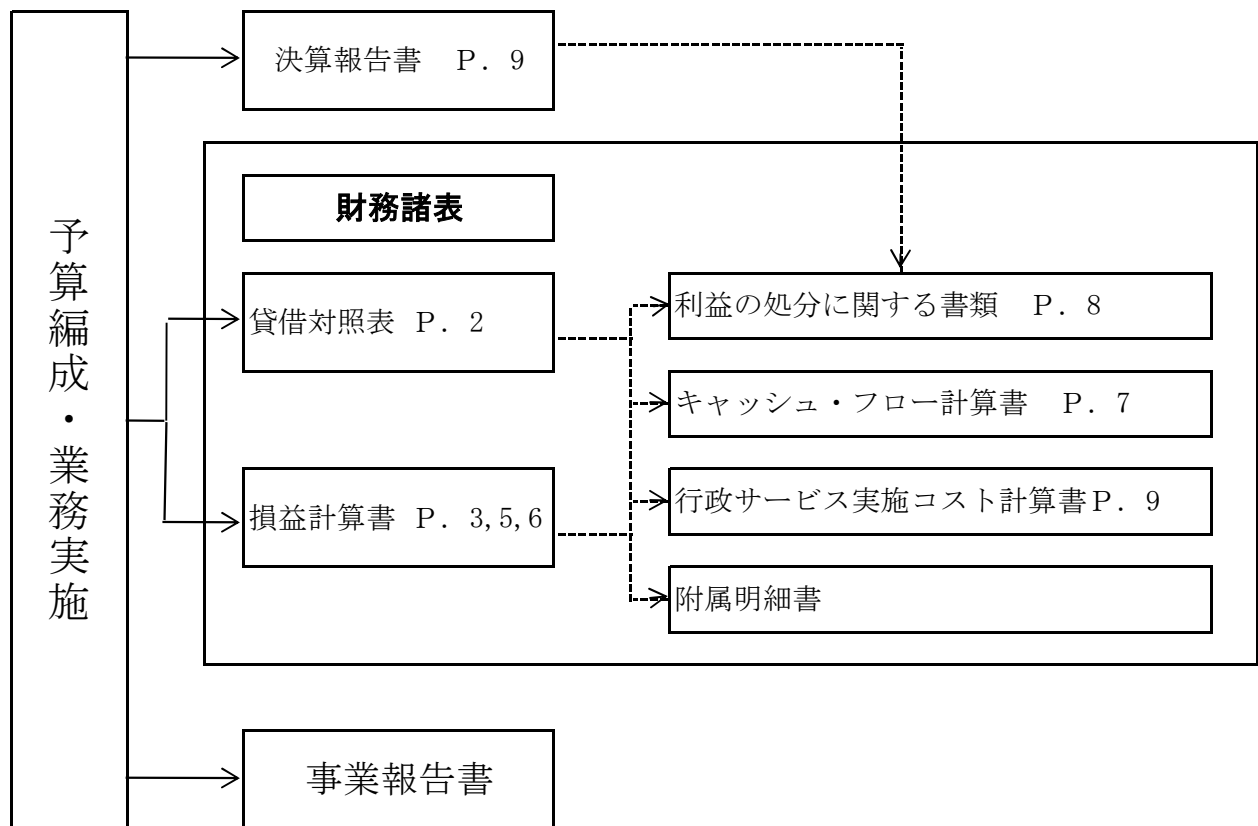 予算編成・業務実施
決算報告書　Ｐ．９
財務諸表
貸借対照表 Ｐ．２
損益計算書 Ｐ．３,５,６
利益の処分に関する書類　Ｐ．８
キャッシュ・フロー計算書　Ｐ．７
行政サービス実施コスト計算書Ｐ．９
附属明細書
事業報告書